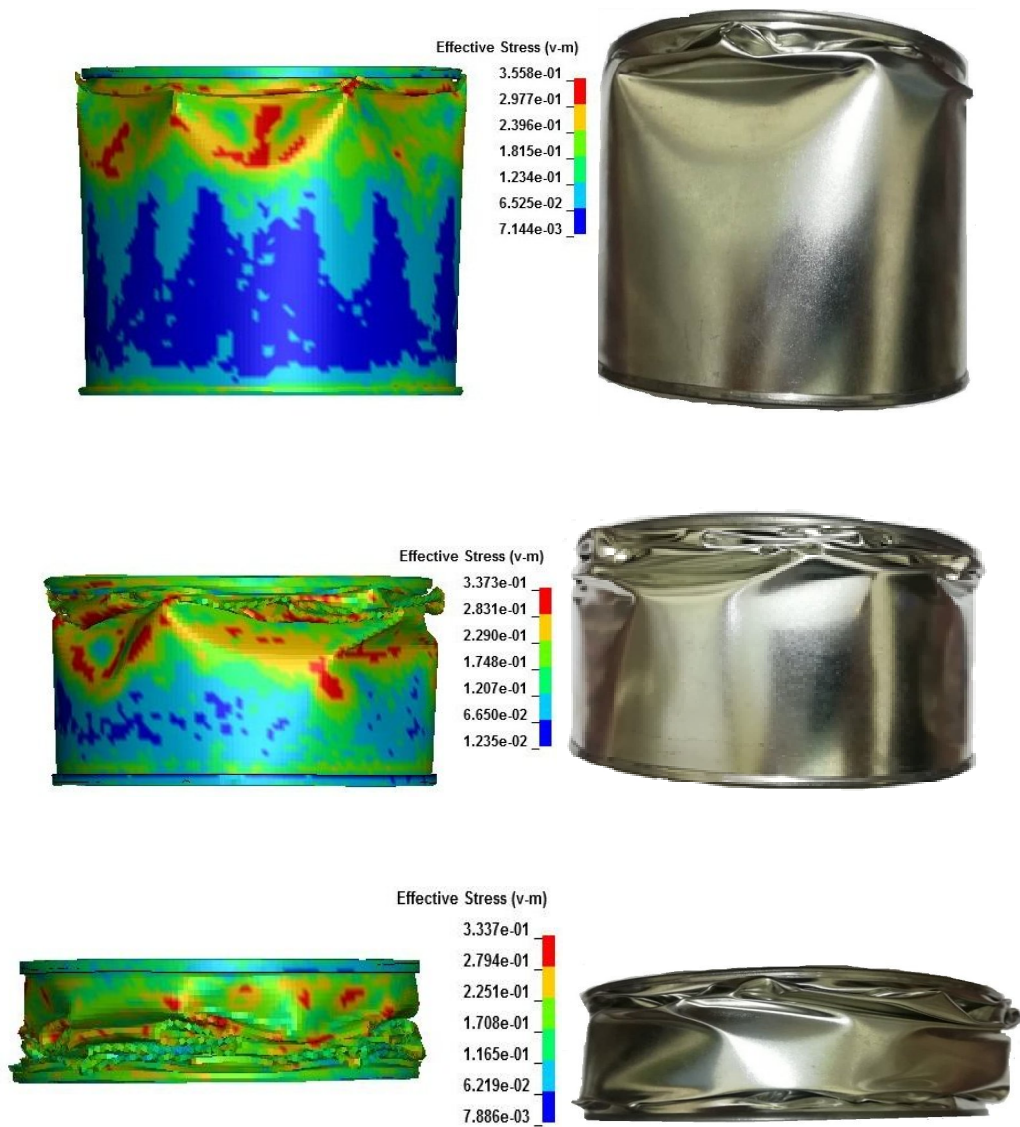 Effective Stress (v-m)
3.558e-01
2.977e-01
2.396e-01
1.815e-01
1.234e-01
6.525e-02
7.144e-03
Effective Stress (v-m)
3.373e-01
2.831e-01
2.290e-01
1.748e-01
1.207e-01
6.650e-02
1.235e-02
Effective Stress (v-m)
3.337e-01
2.794e-01
2.251e-01
1.708e-01
1.165e-01
6.219e-02
7.886e-03